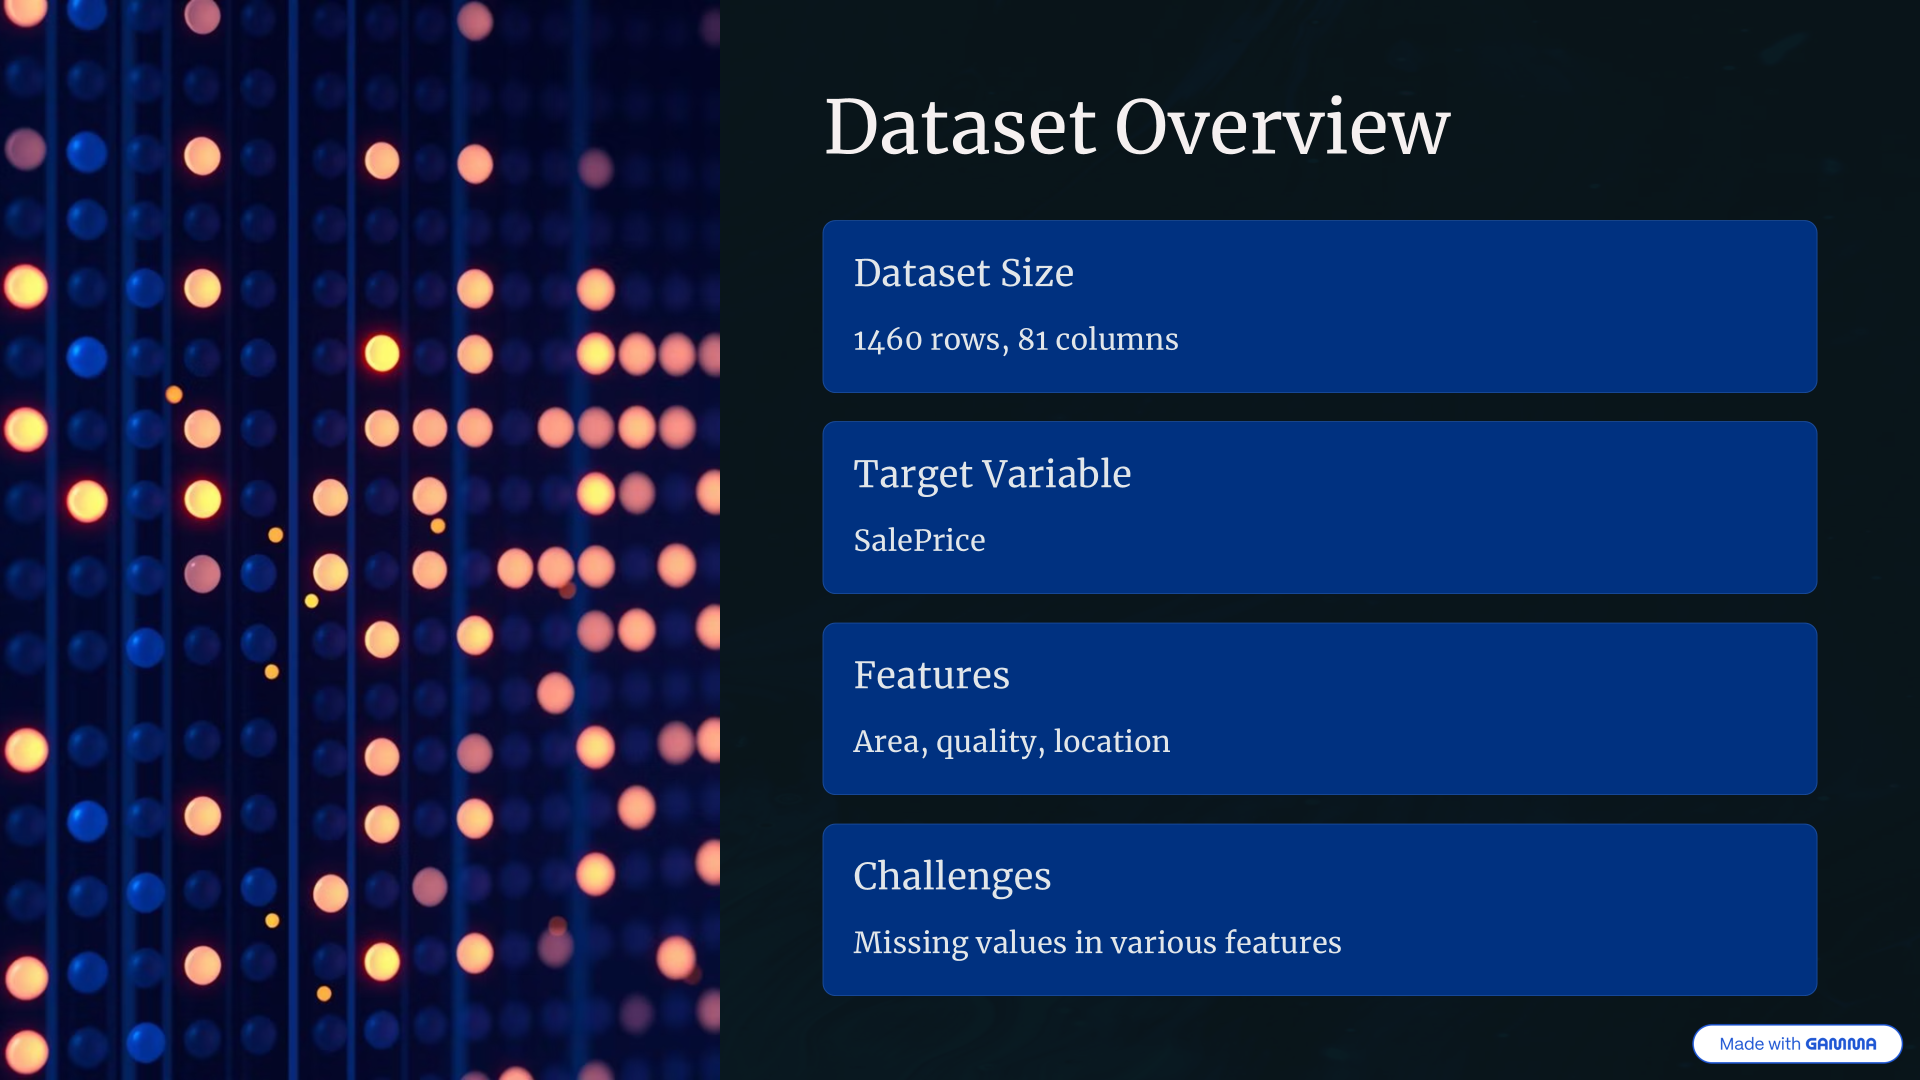 Dataset Overview
Dataset Size
1460 rows, 81 columns
Target Variable
SalePrice
Features
Area, quality, location
Challenges
Missing values in various features
Made with GAMMA